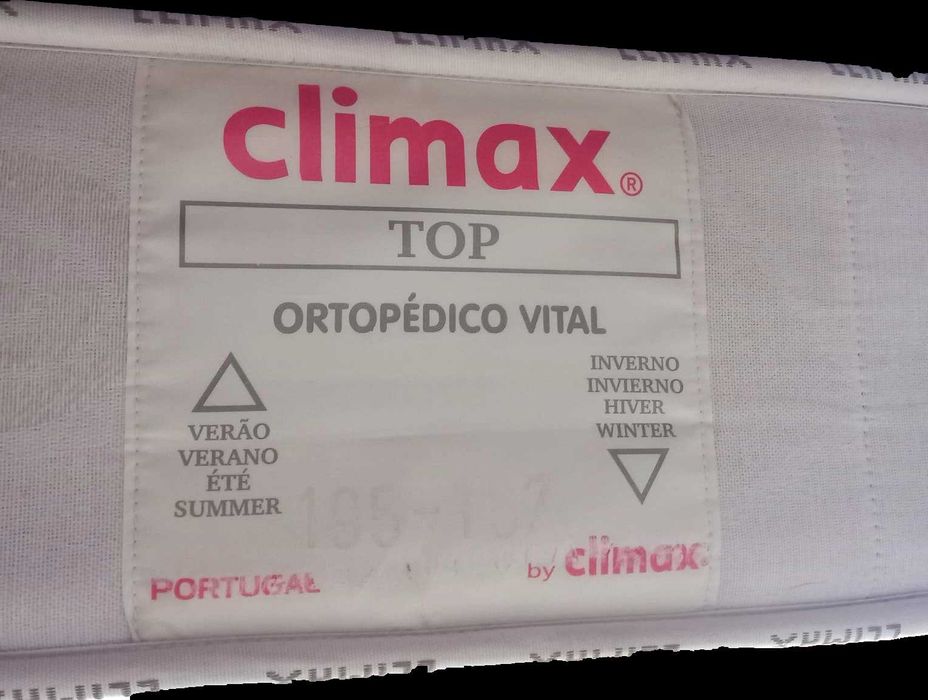 climax®
TOP
ORTOPÉDICO VITAL
VERÃO
VERANO
ÉTÉ
SUMMER
INVERNO
INVIERNO
HIVER
WINTER
PORTUGAL
by climax